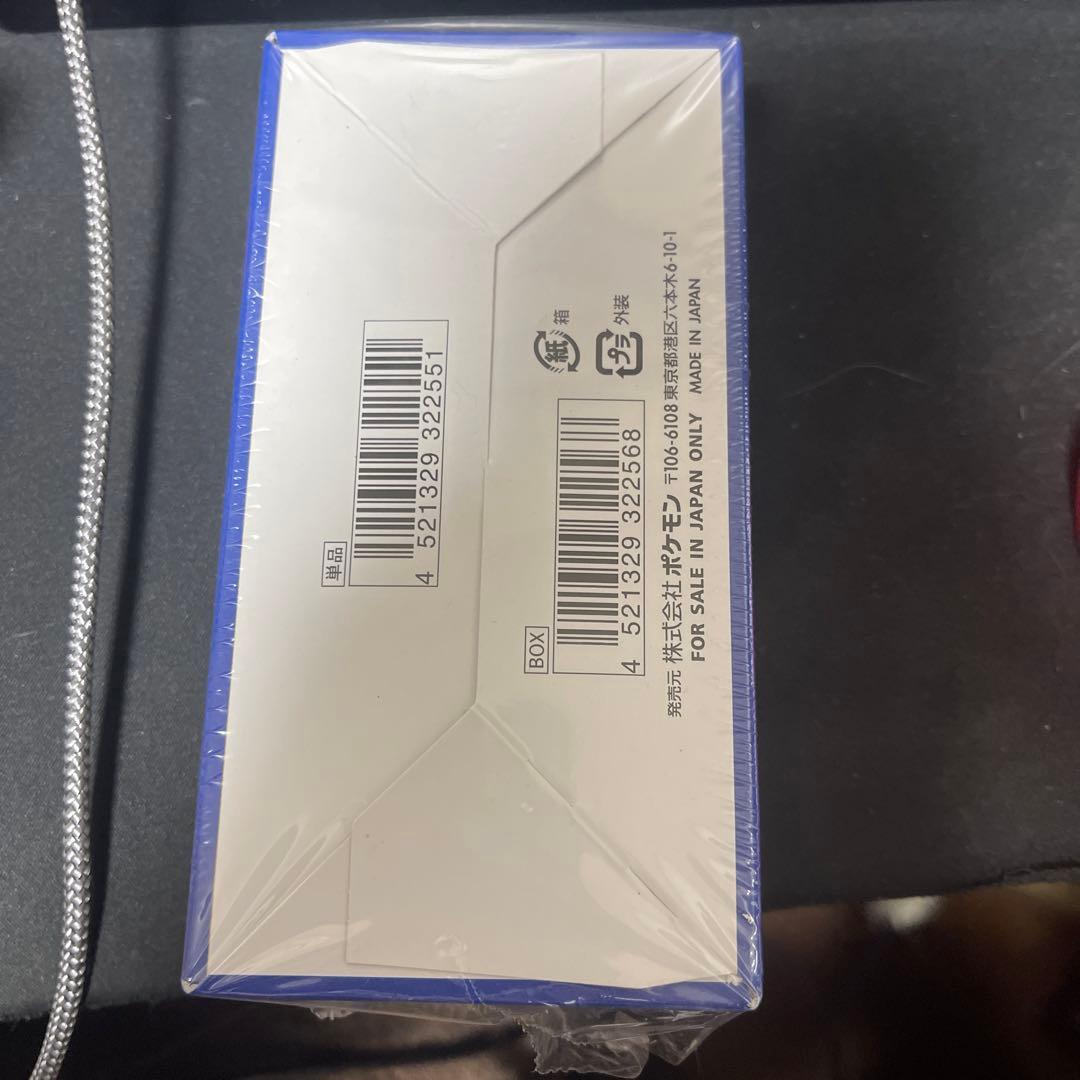 単品
4 521329 322551
紙 箱
プラ 外装
BOX
4 521329 322568
発売元 株式会社 ポケモン 〒106-6108 東京都港区六本木6-10-1
FOR SALE IN JAPAN ONLY MADE IN JAPAN